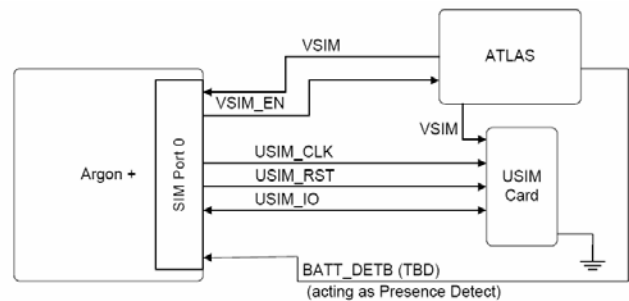 VSIM
ATLAS
VSIM_EN
VSIM
Argon +
SIM Port 0
USIM_CLK
USIM_RST
USIM_IO
USIM
Card
BATT_DETB (TBD)
(acting as Presence Detect)